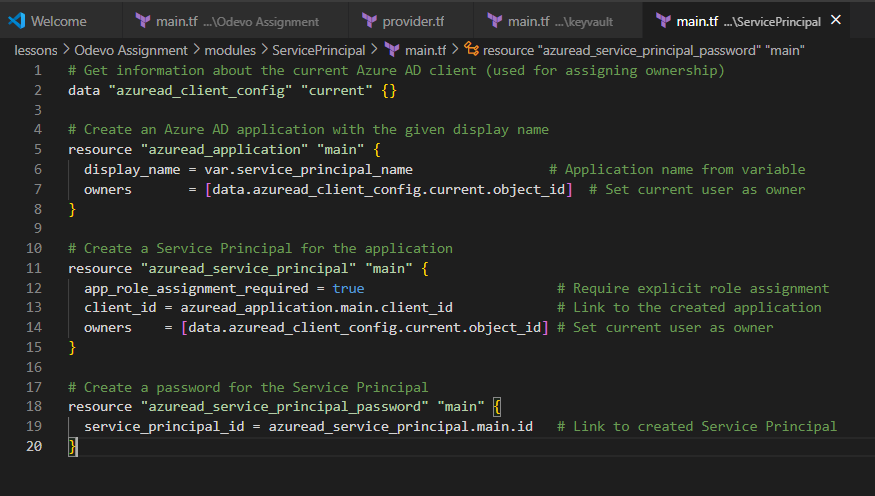 Welcome main.tf ...\Odevo Assignment provider.tf main.tf ...\keyvault main.tf ...\ServicePrincipal
lessons > Odevo Assignment > modules > ServicePrincipal > main.tf > resource "azuread_service_principal_password" "main"
1 # Get information about the current Azure AD client (used for assigning ownership)
2 data "azuread_client_config" "current" {}
3
4 # Create an Azure AD application with the given display name
5 resource "azuread_application" "main" {
6   display_name = var.service_principal_name                 # Application name from variable
7   owners       = [data.azuread_client_config.current.object_id]  # Set current user as owner
8 }
9
10 # Create a Service Principal for the application
11 resource "azuread_service_principal" "main" {
12   app_role_assignment_required = true                        # Require explicit role assignment
13   client_id = azuread_application.main.client_id             # Link to the created application
14   owners    = [data.azuread_client_config.current.object_id] # Set current user as owner
15 }
16
17 # Create a password for the Service Principal
18 resource "azuread_service_principal_password" "main" {
19   service_principal_id = azuread_service_principal.main.id   # Link to created Service Principal
20 }